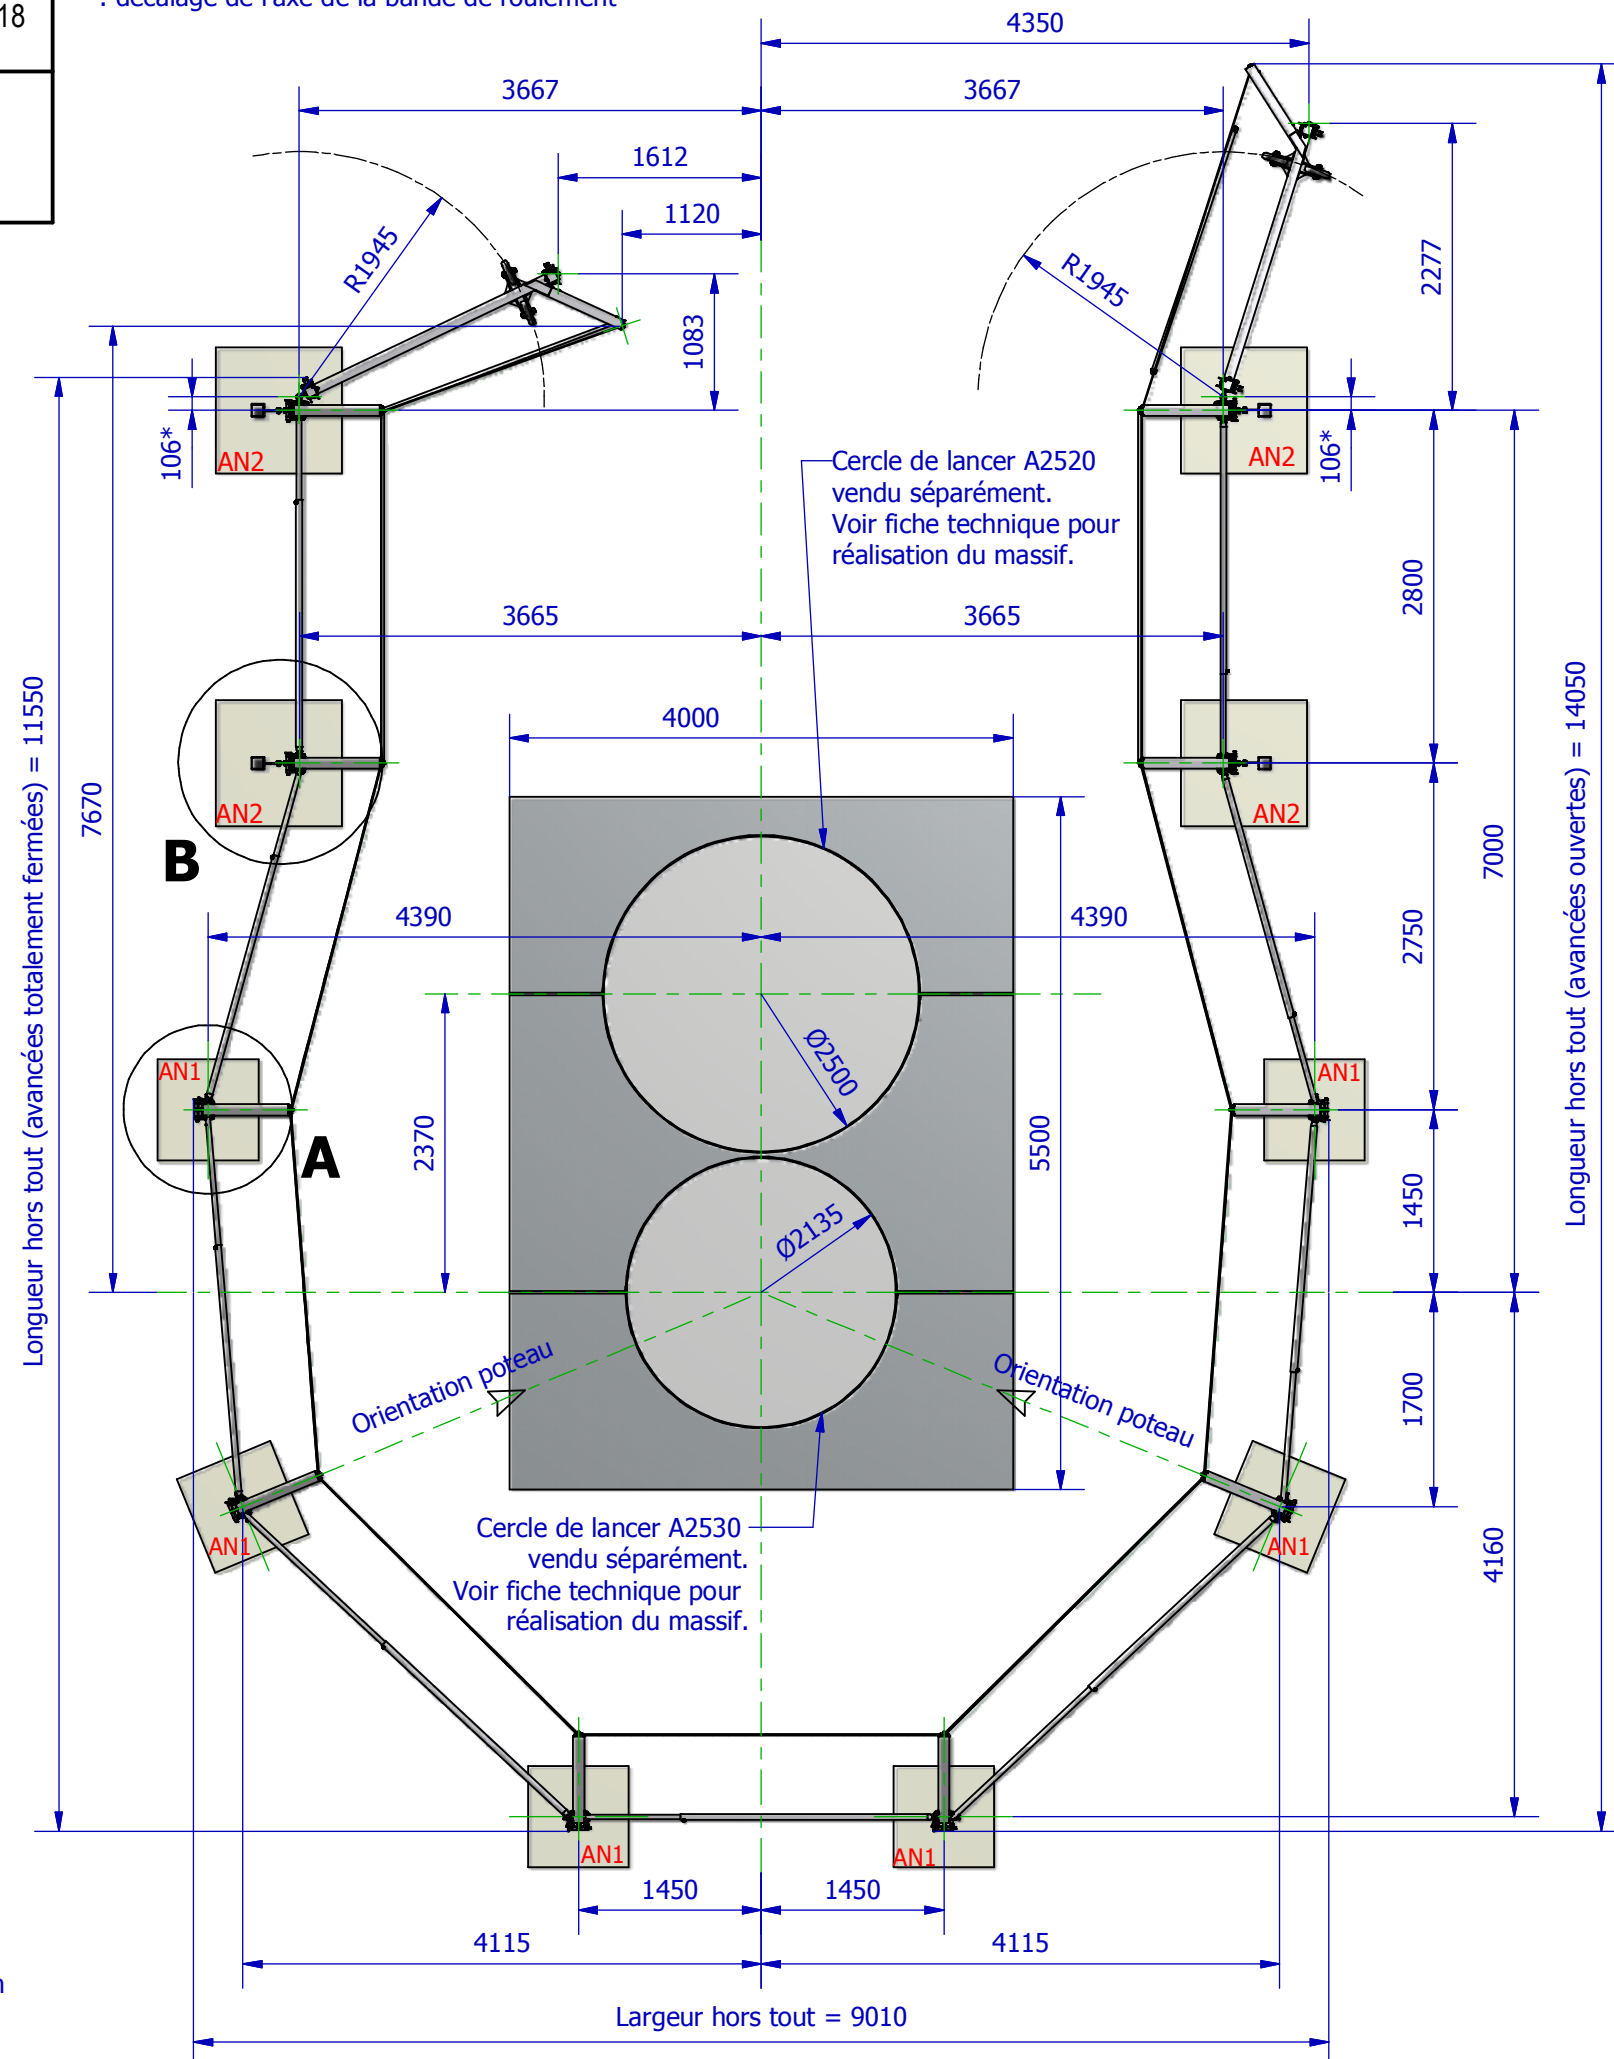 18
: décalage de l'axe de la bande de roulement
4350
3667
3667
1612
1120
R1945
R1945
2277
1083
106*
106*
AN2
AN2
Cercle de lancer A2520
vendu séparément.
Voir fiche technique pour
réalisation du massif.
2800
3665
3665
Longueur hors tout (avancées totalement fermées) = 11550
7670
4000
AN2
AN2
B
7000
Longueur hors tout (avancées ouvertes) = 14050
4390
4390
2750
Ø2500
AN1
AN1
A
2370
5500
1450
Ø2135
Orientation poteau
Orientation poteau
1700
AN1
AN1
Cercle de lancer A2530
vendu séparément.
Voir fiche technique pour
réalisation du massif.
4160
AN1
AN1
1450
1450
4115
4115
n
Largeur hors tout = 9010